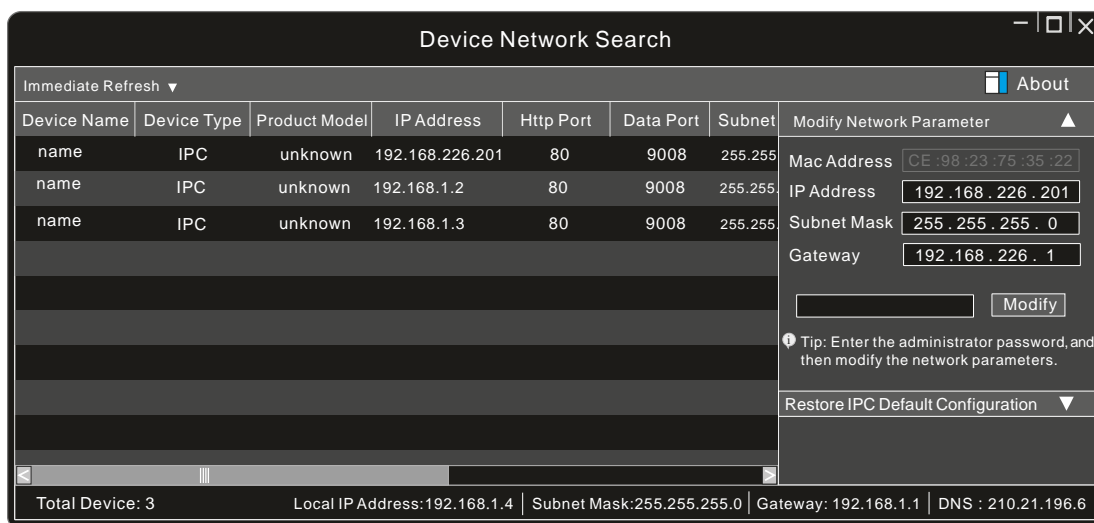 Device Network Search
Immediate Refresh ▼
About
Device Name Device Type Product Model IP Address Http Port Data Port Subnet
name IPC unknown 192.168.226.201 80 9008 255.255
name IPC unknown 192.168.1.2 80 9008 255.255.
name IPC unknown 192.168.1.3 80 9008 255.255.
Modify Network Parameter ▲
Mac Address CE:98:23:75:35:22
IP Address 192.168.226.201
Subnet Mask 255.255.255. 0
Gateway 192.168.226. 1
Modify
Tip: Enter the administrator password, and
then modify the network parameters.
Restore IPC Default Configuration ▼
Total Device: 3 Local IP Address:192.168.1.4 Subnet Mask:255.255.255.0 Gateway: 192.168.1.1 DNS : 210.21.196.6